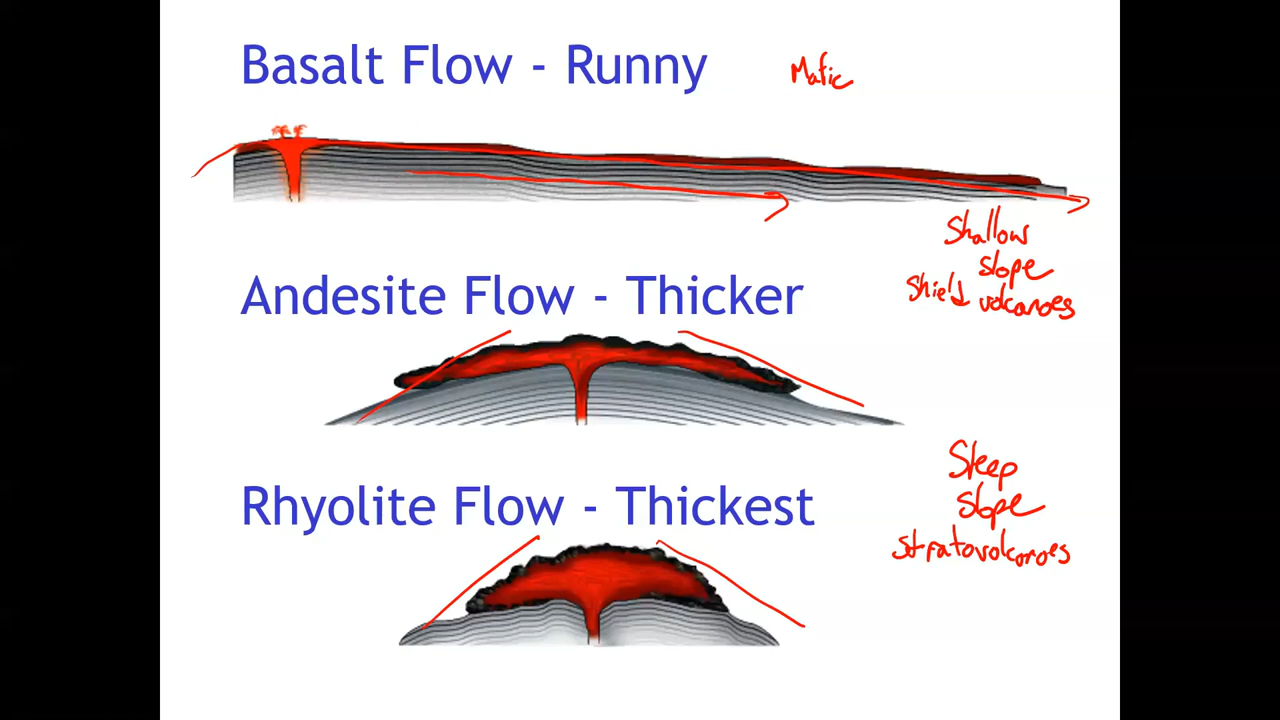 Basalt Flow - Runny
Mafic
Shallow
slope
Shield volcanoes
Andesite Flow - Thicker
Steep
slope
Rhyolite Flow - Thickest
stratovolcanoes